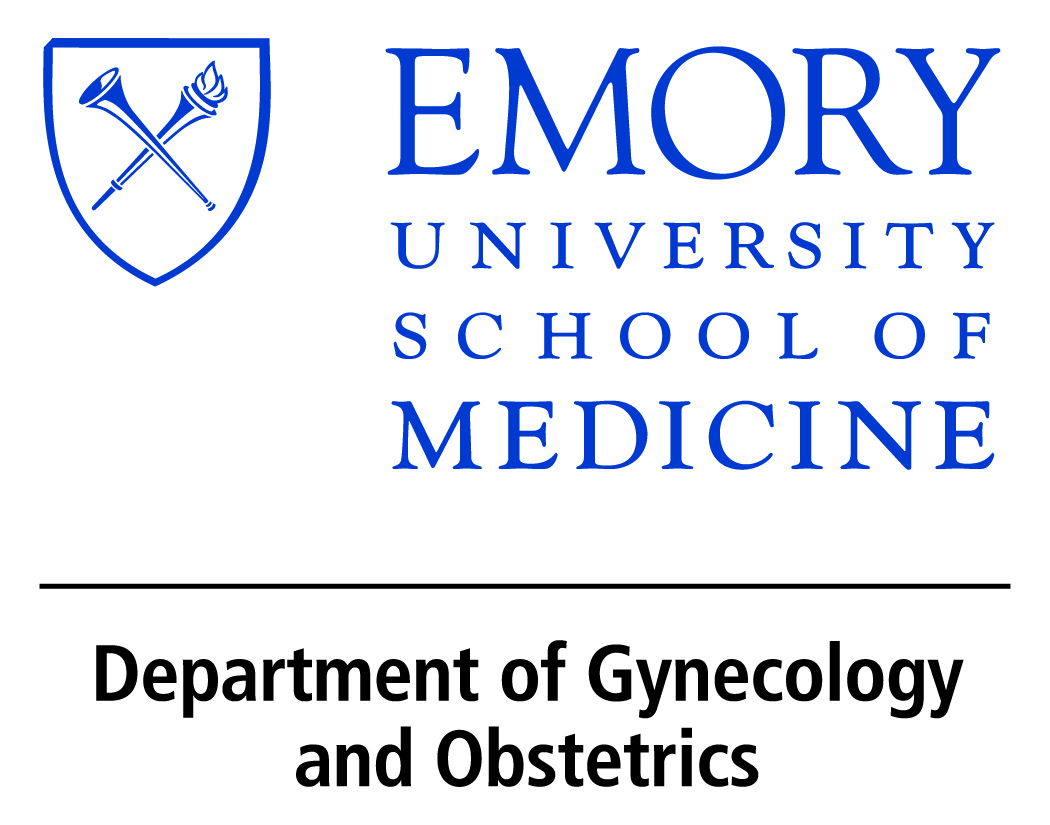 EMORY
UNIVERSITY
SCHOOL OF
MEDICINE
Department of Gynecology
and Obstetrics